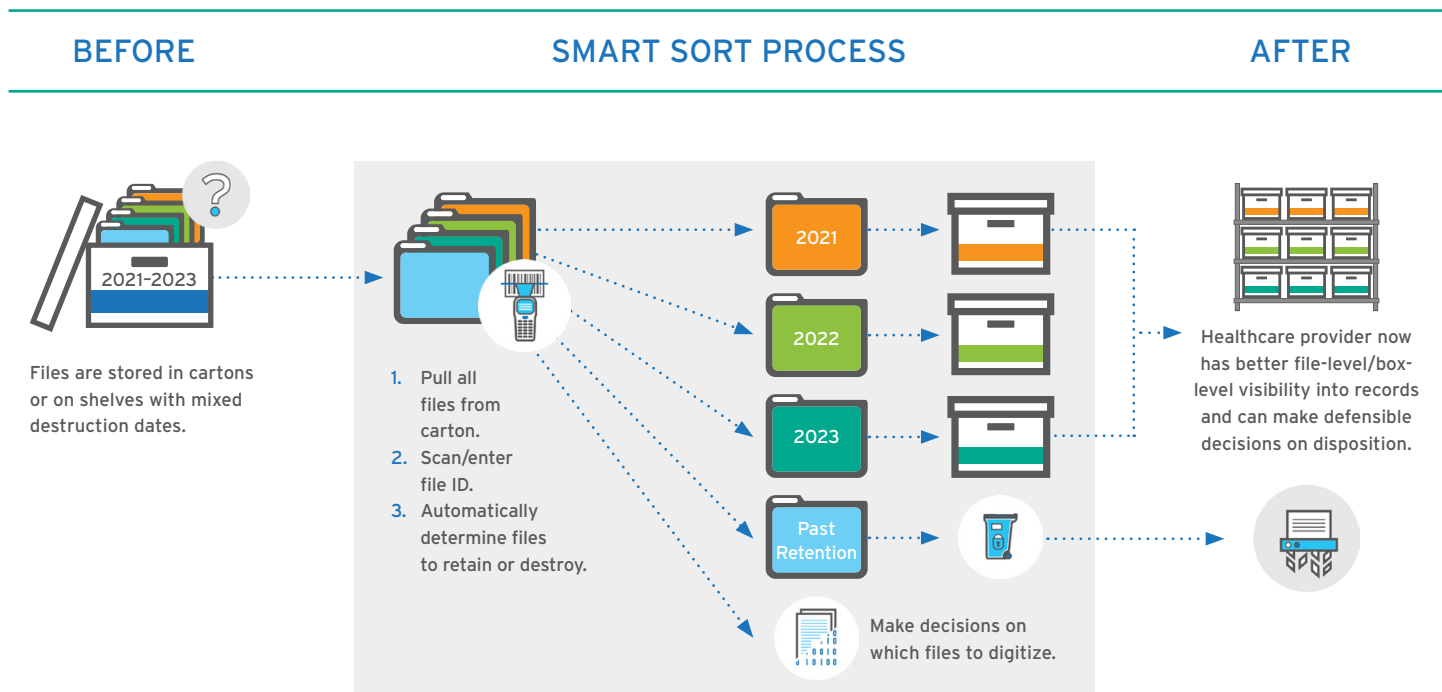 BEFORE
SMART SORT PROCESS
AFTER
2021–2023
Files are stored in cartons
or on shelves with mixed
destruction dates.
1. Pull all
files from
carton.
2. Scan/enter
file ID.
3. Automatically
determine files
to retain or destroy.
2021
2022
2023
Past
Retention
Make decisions on
which files to digitize.
Healthcare provider now
has better file-level/box-
level visibility into records
and can make defensible
decisions on disposition.